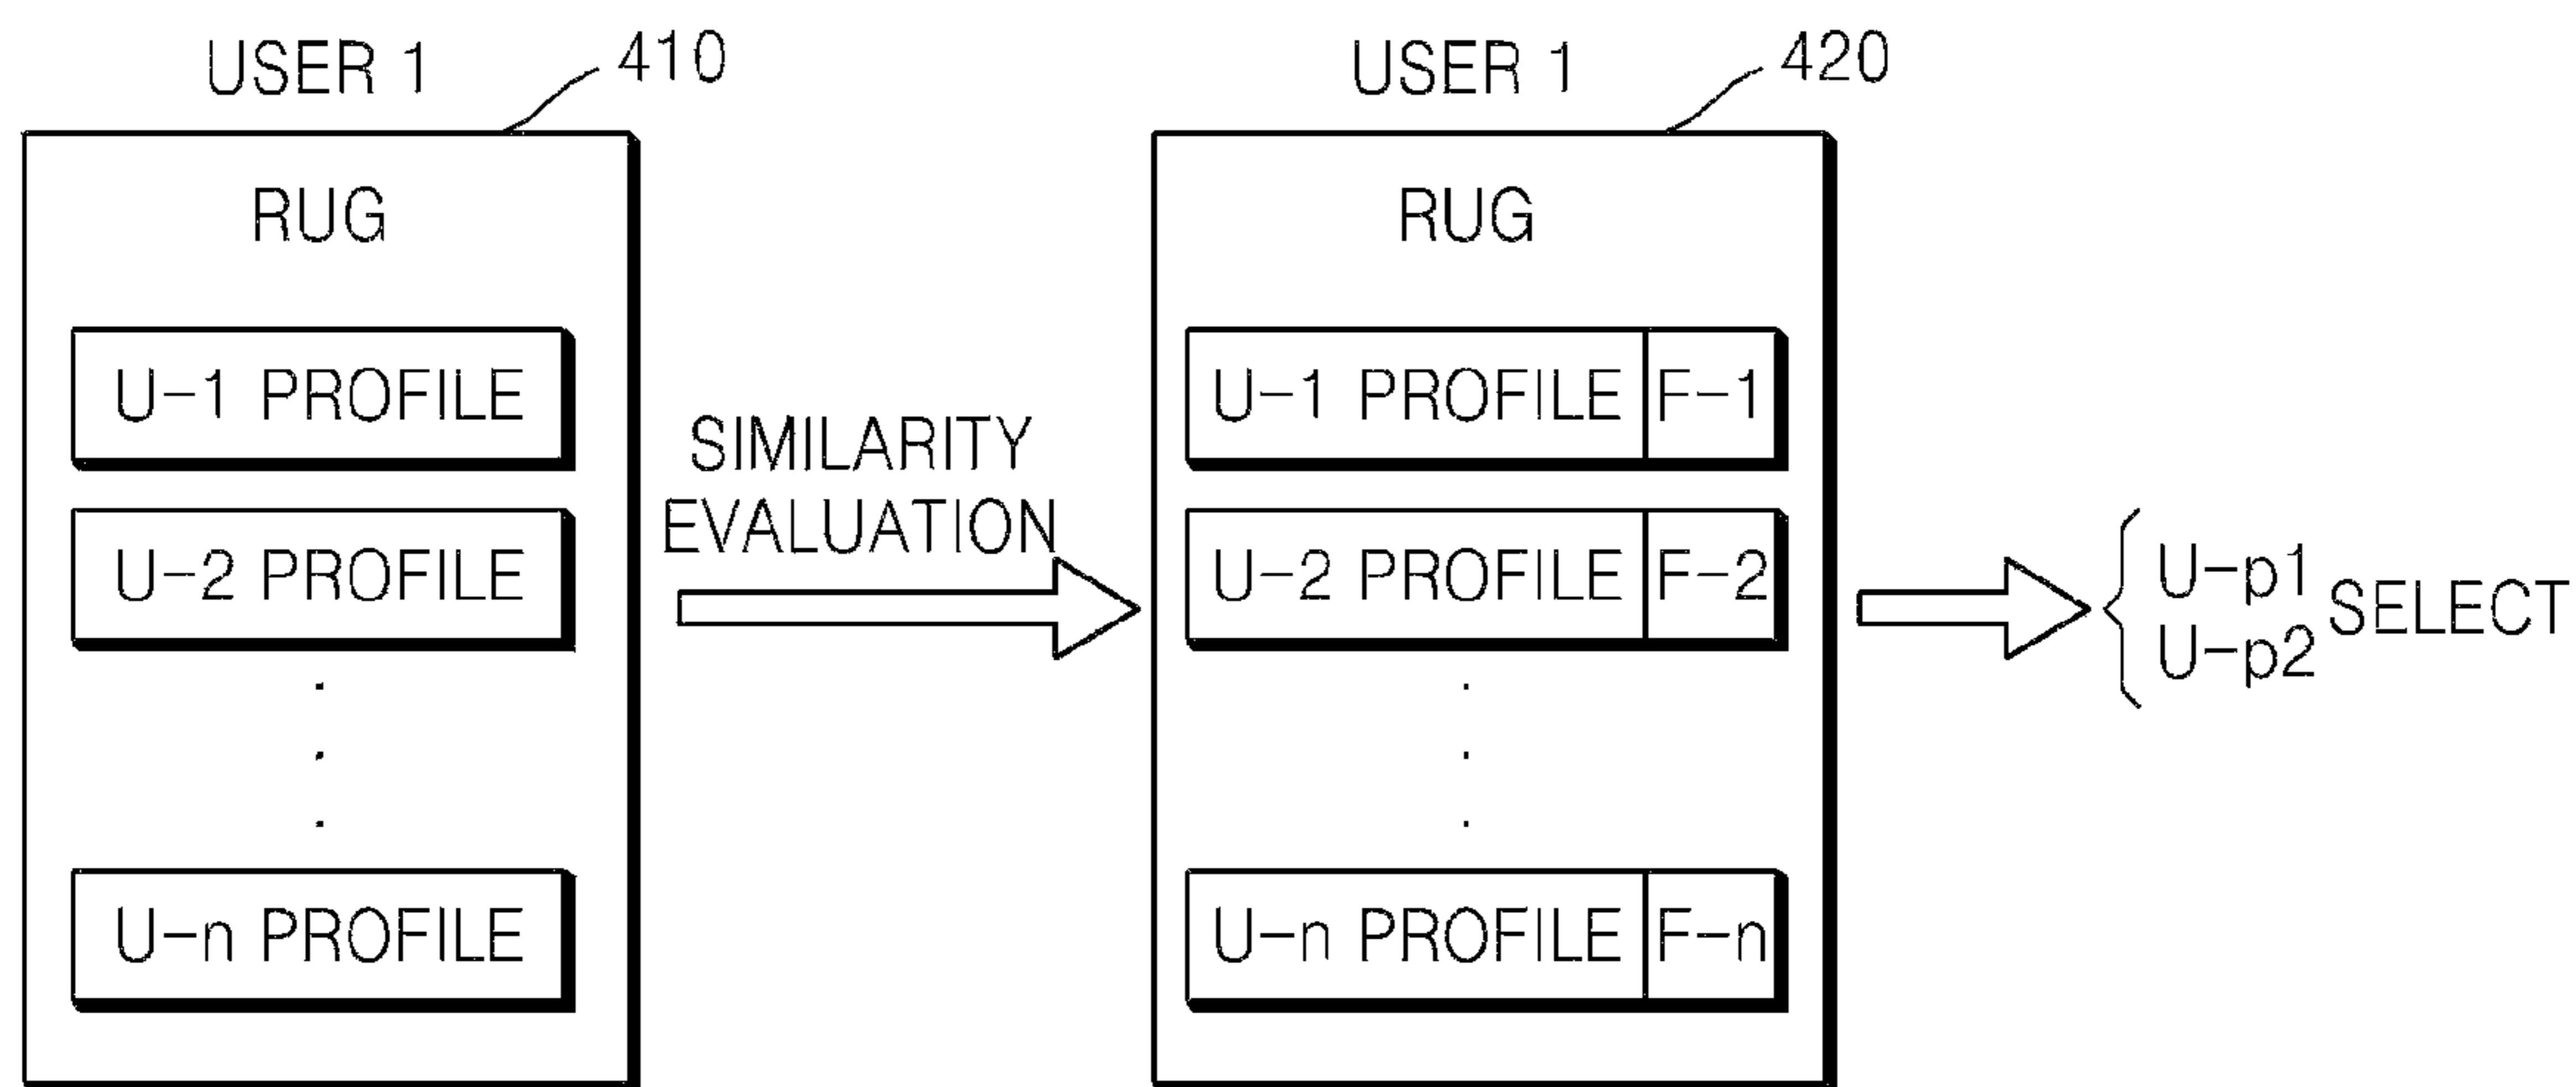 USER 1
410
RUG
U-1 PROFILE
U-2 PROFILE
U-n PROFILE
SIMILARITY
EVALUATION
USER 1
420
RUG
U-1 PROFILE F-1
U-2 PROFILE F-2
U-n PROFILE F-n
U-p1
U-p2
SELECT